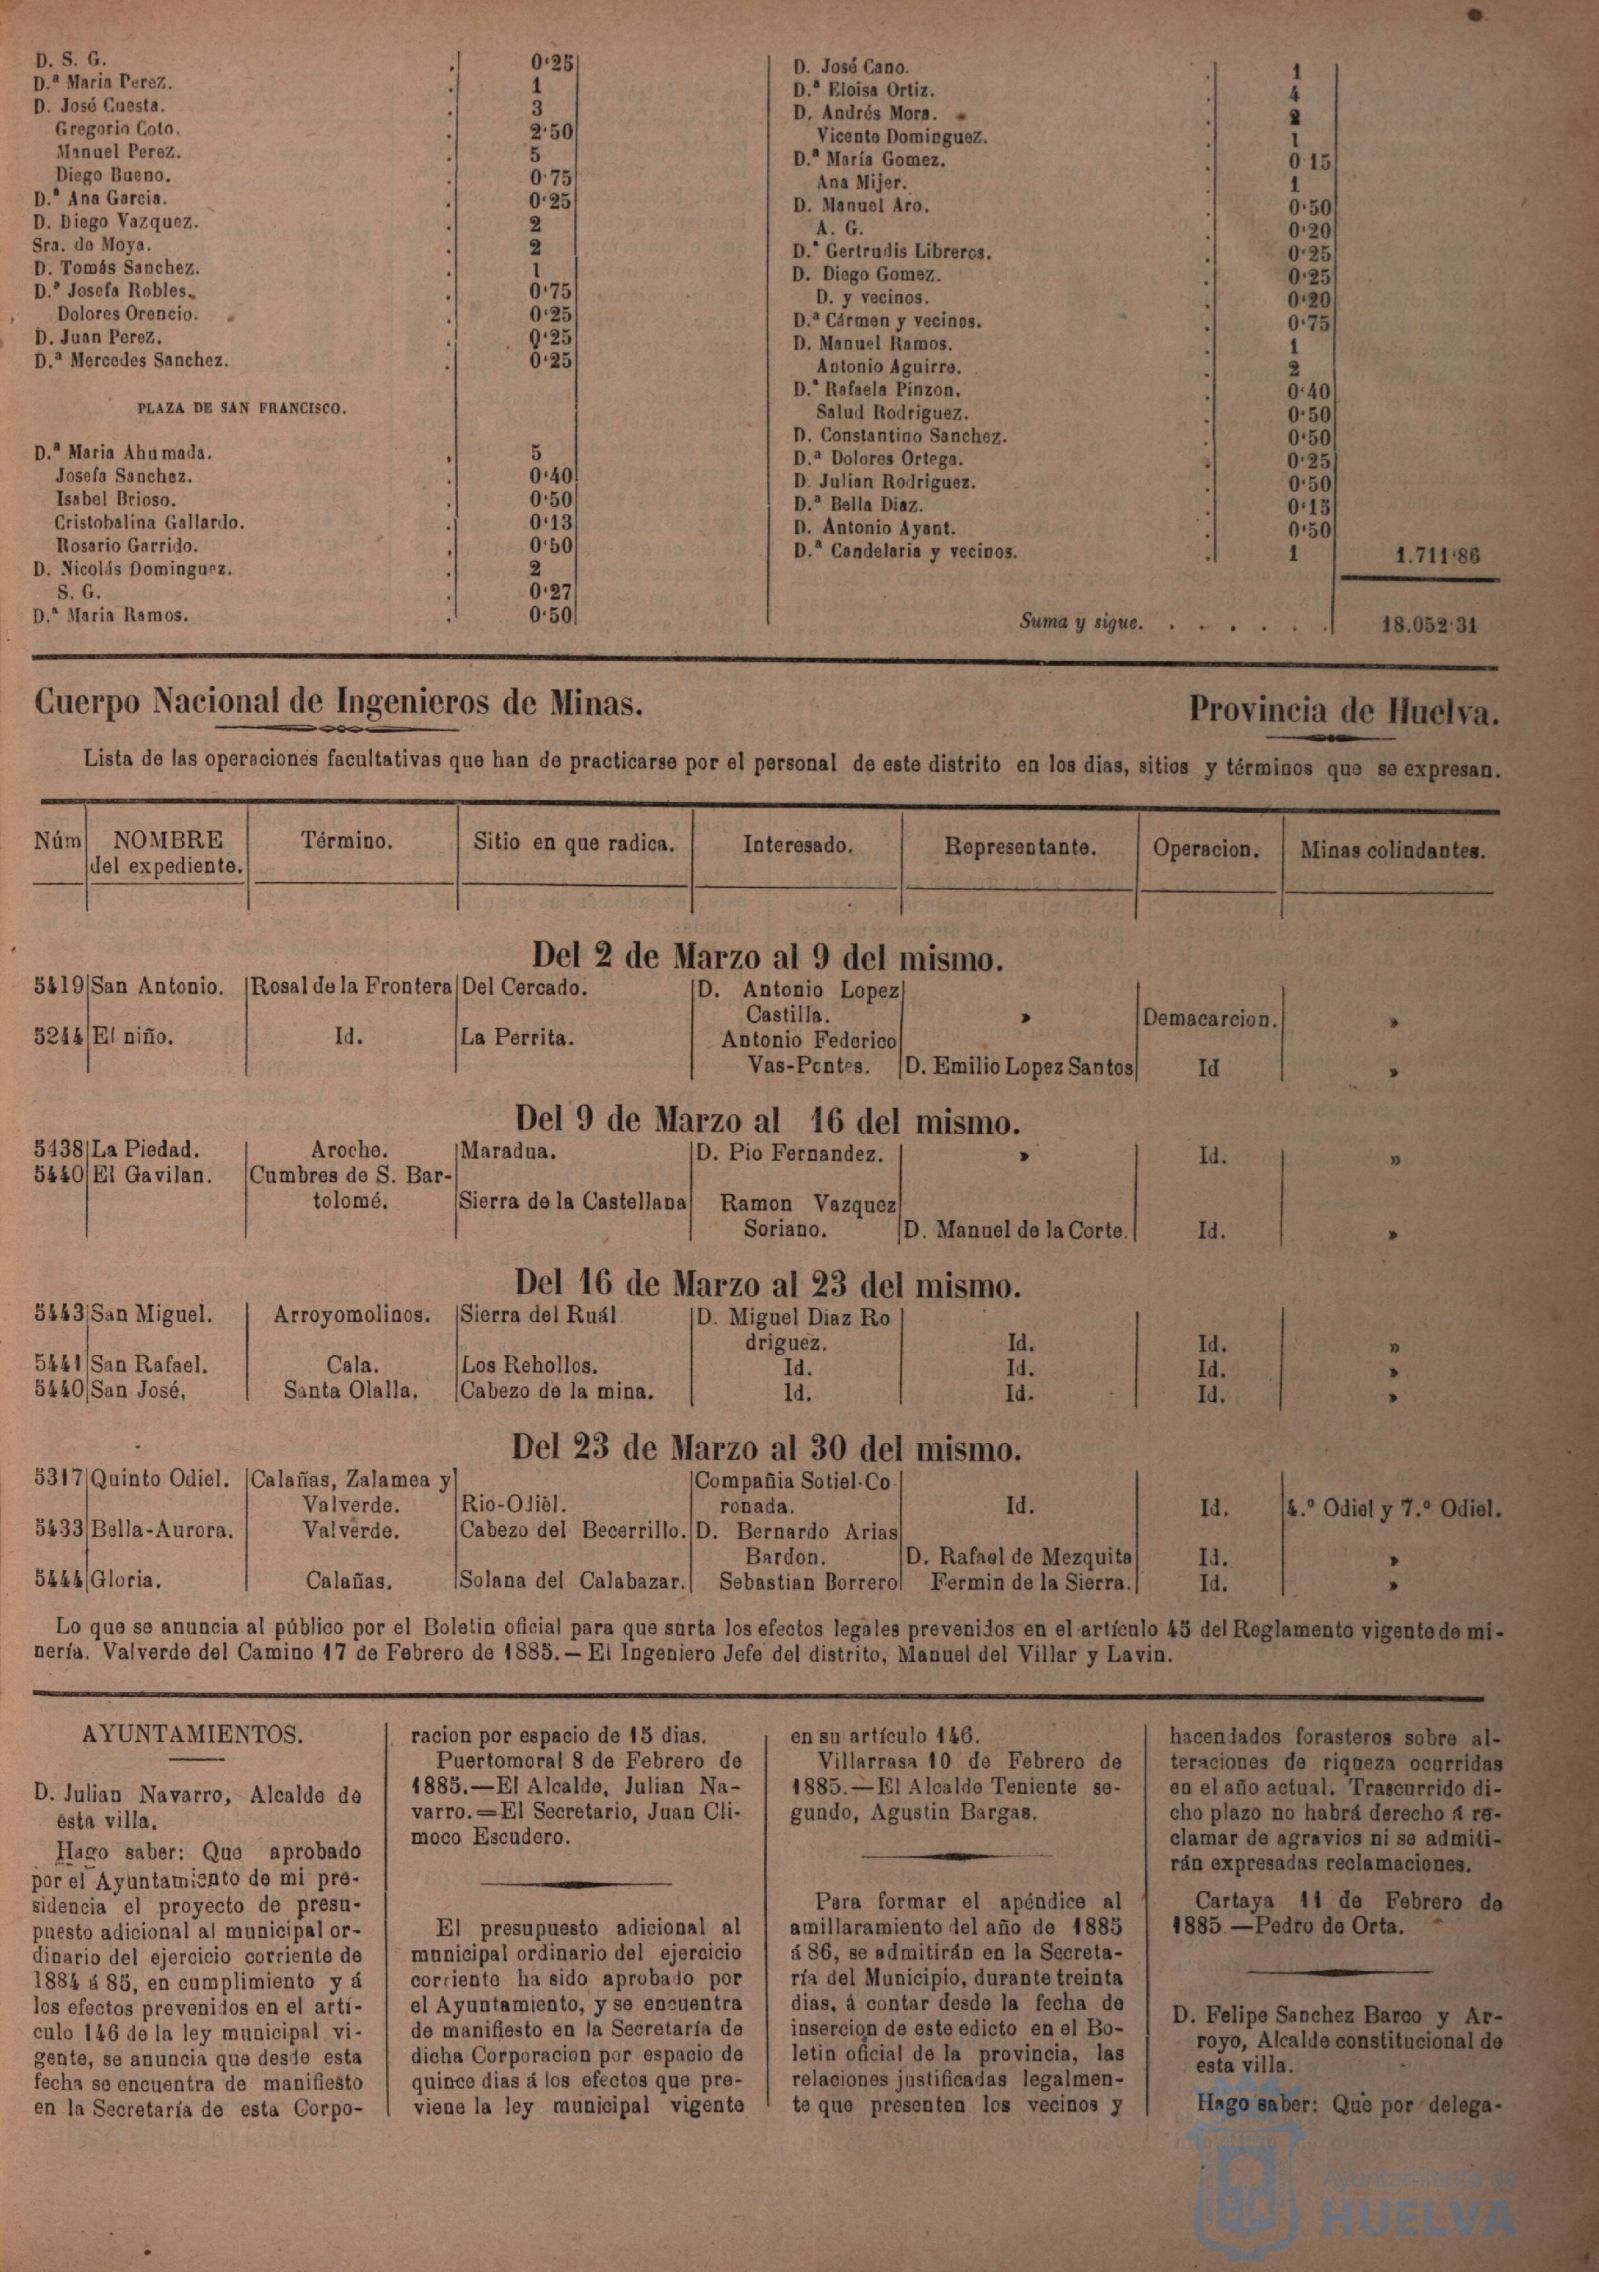 D. S. G. . 0'25
D.ª Maria Perez. . 1
D. José Cuesta. . 3
Gregorio Coto. . 2'50
Manuel Perez. . 5
Diego Bueno. . 0'75
D.ª Ana Garcia. . 0'25
D. Diego Vazquez. . 2
Sra. de Moya. . 2
D. Tomás Sanchez. . 1
D.ª Josefa Robles. . 0'75
Dolores Orencio. . 0'25
D. Juan Perez. . 0'25
D.ª Mercedes Sanchez. . 0'25
PLAZA DE SAN FRANCISCO.
D.ª Maria Ahumada. . 5
Josefa Sanchez. . 0'40
Isabel Brioso. . 0'50
Cristobalina Gallardo. . 0'13
Rosario Garrido. . 0'50
D. Nicolás Dominguez. . 2
S. G. . 0'27
D.ª Maria Ramos. . 0'50
D. José Cano. . 1
D.ª Eloisa Ortiz. . 4
D. Andrés Mora. . 2
Vicente Dominguez. . 1
D.ª María Gomez. . 0 15
Ana Mijer. . 1
D. Manuel Aro. . 0'50
A. G. . 0'20
D.ª Gertrudis Libreros. . 0'25
D. Diego Gomez. . 0'25
D. y vecinos. . 0'20
D.ª Cármen y vecinos. . 0'75
D. Manuel Ramos. . 1
Antonio Aguirre. . 2
D.ª Rafaela Pinzon. . 0'40
Salud Rodriguez. . 0'50
D. Constantino Sanchez. . 0'50
D.ª Dolores Ortega. . 0'25
D. Julian Rodriguez. . 0'50
D.ª Bella Diaz. . 0'15
D. Antonio Ayant. . 0'50
D.ª Candelaria y vecinos. . 1 1.711'86
Suma y sigue. . . . . . . 18.052'31
Cuerpo Nacional de Ingenieros de Minas. Provincia de Huelva.
Lista de las operaciones facultativas que han de practicarse por el personal de este distrito en los dias, sitios y términos que se expresan.
Núm NOMBRE Término. Sitio en que radica. Interesado. Representante. Operacion. Minas colindantes.
del expediente.
Del 2 de Marzo al 9 del mismo.
5419 San Antonio. Rosal de la Frontera Del Cercado. D. Antonio Lopez
Castilla. » Demacarcion. »
5244 El niño. Id. La Perrita. Antonio Federico
Vas-Pontes. D. Emilio Lopez Santos Id »
Del 9 de Marzo al 16 del mismo.
5438 La Piedad. Aroche. Maradua. D. Pio Fernandez. » Id. »
5440 El Gavilan. Cumbres de S. Bar-
tolomé. Sierra de la Castellana Ramon Vazquez
Soriano. D. Manuel de la Corte. Id. »
Del 16 de Marzo al 23 del mismo.
5443 San Miguel. Arroyomolinos. Sierra del Ruál. D. Miguel Diaz Ro
driguez. Id. Id. »
5441 San Rafael. Cala. Los Rehollos. Id. Id. Id. »
5440 San José, Santa Olalla. Cabezo de la mina. Id. Id. Id. »
Del 23 de Marzo al 30 del mismo.
5317 Quinto Odiel. Calañas, Zalamea y Compañia Sotiel-Co
Valverde. Rio-Odiel. ronada. Id. Id. 4.º Odiel y 7.º Odiel.
5433 Bella-Aurora. Valverde. Cabezo del Becerrillo. D. Bernardo Arias
Bardon. D. Rafael de Mezquita Id. »
5444 Gloria. Calañas. Solana del Calabazar. Sebastian Borrero Fermin de la Sierra. Id. »
Lo que se anuncia al público por el Boletin oficial para que surta los efectos legales prevenidos en el artículo 45 del Reglamento vigente de mi-
nería. Valverde del Camino 17 de Febrero de 1885.—El Ingeniero Jefe del distrito, Manuel del Villar y Lavin.
AYUNTAMIENTOS.
D. Julian Navarro, Alcalde de
esta villa.
Hago saber: Que aprobado
por el Ayuntamiento de mi pre-
sidencia el proyecto de presu-
puesto adicional al municipal or-
dinario del ejercicio corriente de
1884 á 85, en cumplimiento y á
los efectos prevenidos en el artí-
culo 146 de la ley municipal vi-
gente, se anuncia que desde esta
fecha se encuentra de manifiesto
en la Secretaría de esta Corpo-
racion por espacio de 15 dias.
Puertomoral 8 de Febrero de
1885.—El Alcalde, Julian Na-
varro.=El Secretario, Juan Cli-
moco Escudero.
El presupuesto adicional al
municipal ordinario del ejercicio
corriente ha sido aprobado por
el Ayuntamiento, y se encuentra
de manifiesto en la Secretaría de
dicha Corporacion por espacio de
quince dias á los efectos que pre-
viene la ley municipal vigente
en su artículo 146.
Villarrasa 10 de Febrero de
1885.—El Alcalde Teniente se-
gundo, Agustin Bargas.
Para formar el apéndice al
amillaramiento del año de 1885
á 86, se admitirán en la Secreta-
ría del Municipio, durante treinta
dias, á contar desde la fecha de
insercion de este edicto en el Bo-
letin oficial de la provincia, las
relaciones justificadas legalmen-
te que presenten los vecinos y
hacendados forasteros sobre al-
teraciones de riqueza ocurridas
en el año actual. Trascurrido di-
cho plazo no habrá derecho á re-
clamar de agravios ni se admiti-
rán expresadas reclamaciones.
Cartaya 11 de Febrero de
1885.—Pedro de Orta.
D. Felipe Sanchez Barco y Ar-
royo, Alcalde constitucional de
esta villa.
Hago saber: Que por delega-
Ayuntamiento de
HUELVA